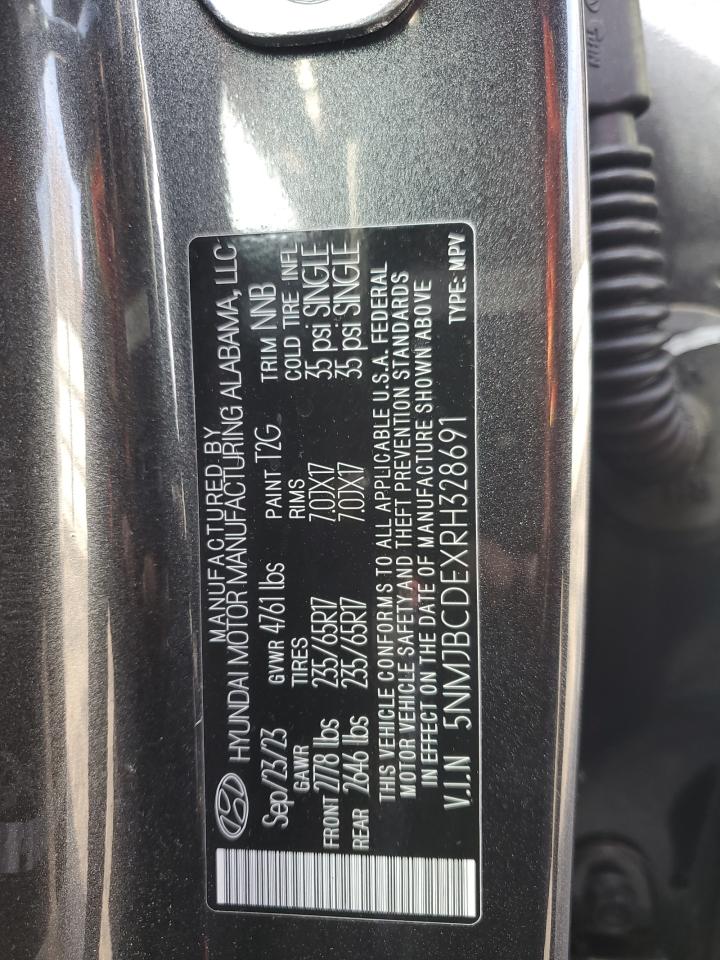 MANUFACTURED BY
HYUNDAI MOTOR MANUFACTURING ALABAMA, LLC
Sep/23/23 GVWR 4761 lbs PAINT T2G TRIM NNB
GAWR TIRES RIMS COLD TIRE INFL
FRONT 2778 lbs 235/65R17 7.0JX17 35 psi SINGLE
REAR 2646 lbs 235/65R17 7.0JX17 35 psi SINGLE
THIS VEHICLE CONFORMS TO ALL APPLICABLE U.S.A. FEDERAL
MOTOR VEHICLE SAFETY AND THEFT PREVENTION STANDARDS
IN EFFECT ON THE DATE OF MANUFACTURE SHOWN ABOVE
V.I.N 5NMJBCDEXRH328691 TYPE: MPV